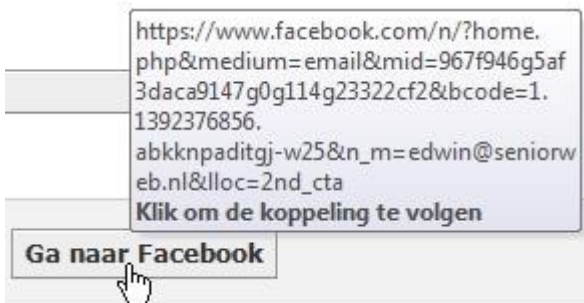 https://www.facebook.com/n/?home.
php&medium=email&mid=967f946g5af
3daca9147g0g114g23322cf2&bcode=1.
1392376856.
abkknpaditgj-w25&n_m=edwin@seniorw
eb.nl&lloc=2nd_cta
Klik om de koppeling te volgen
Ga naar Facebook